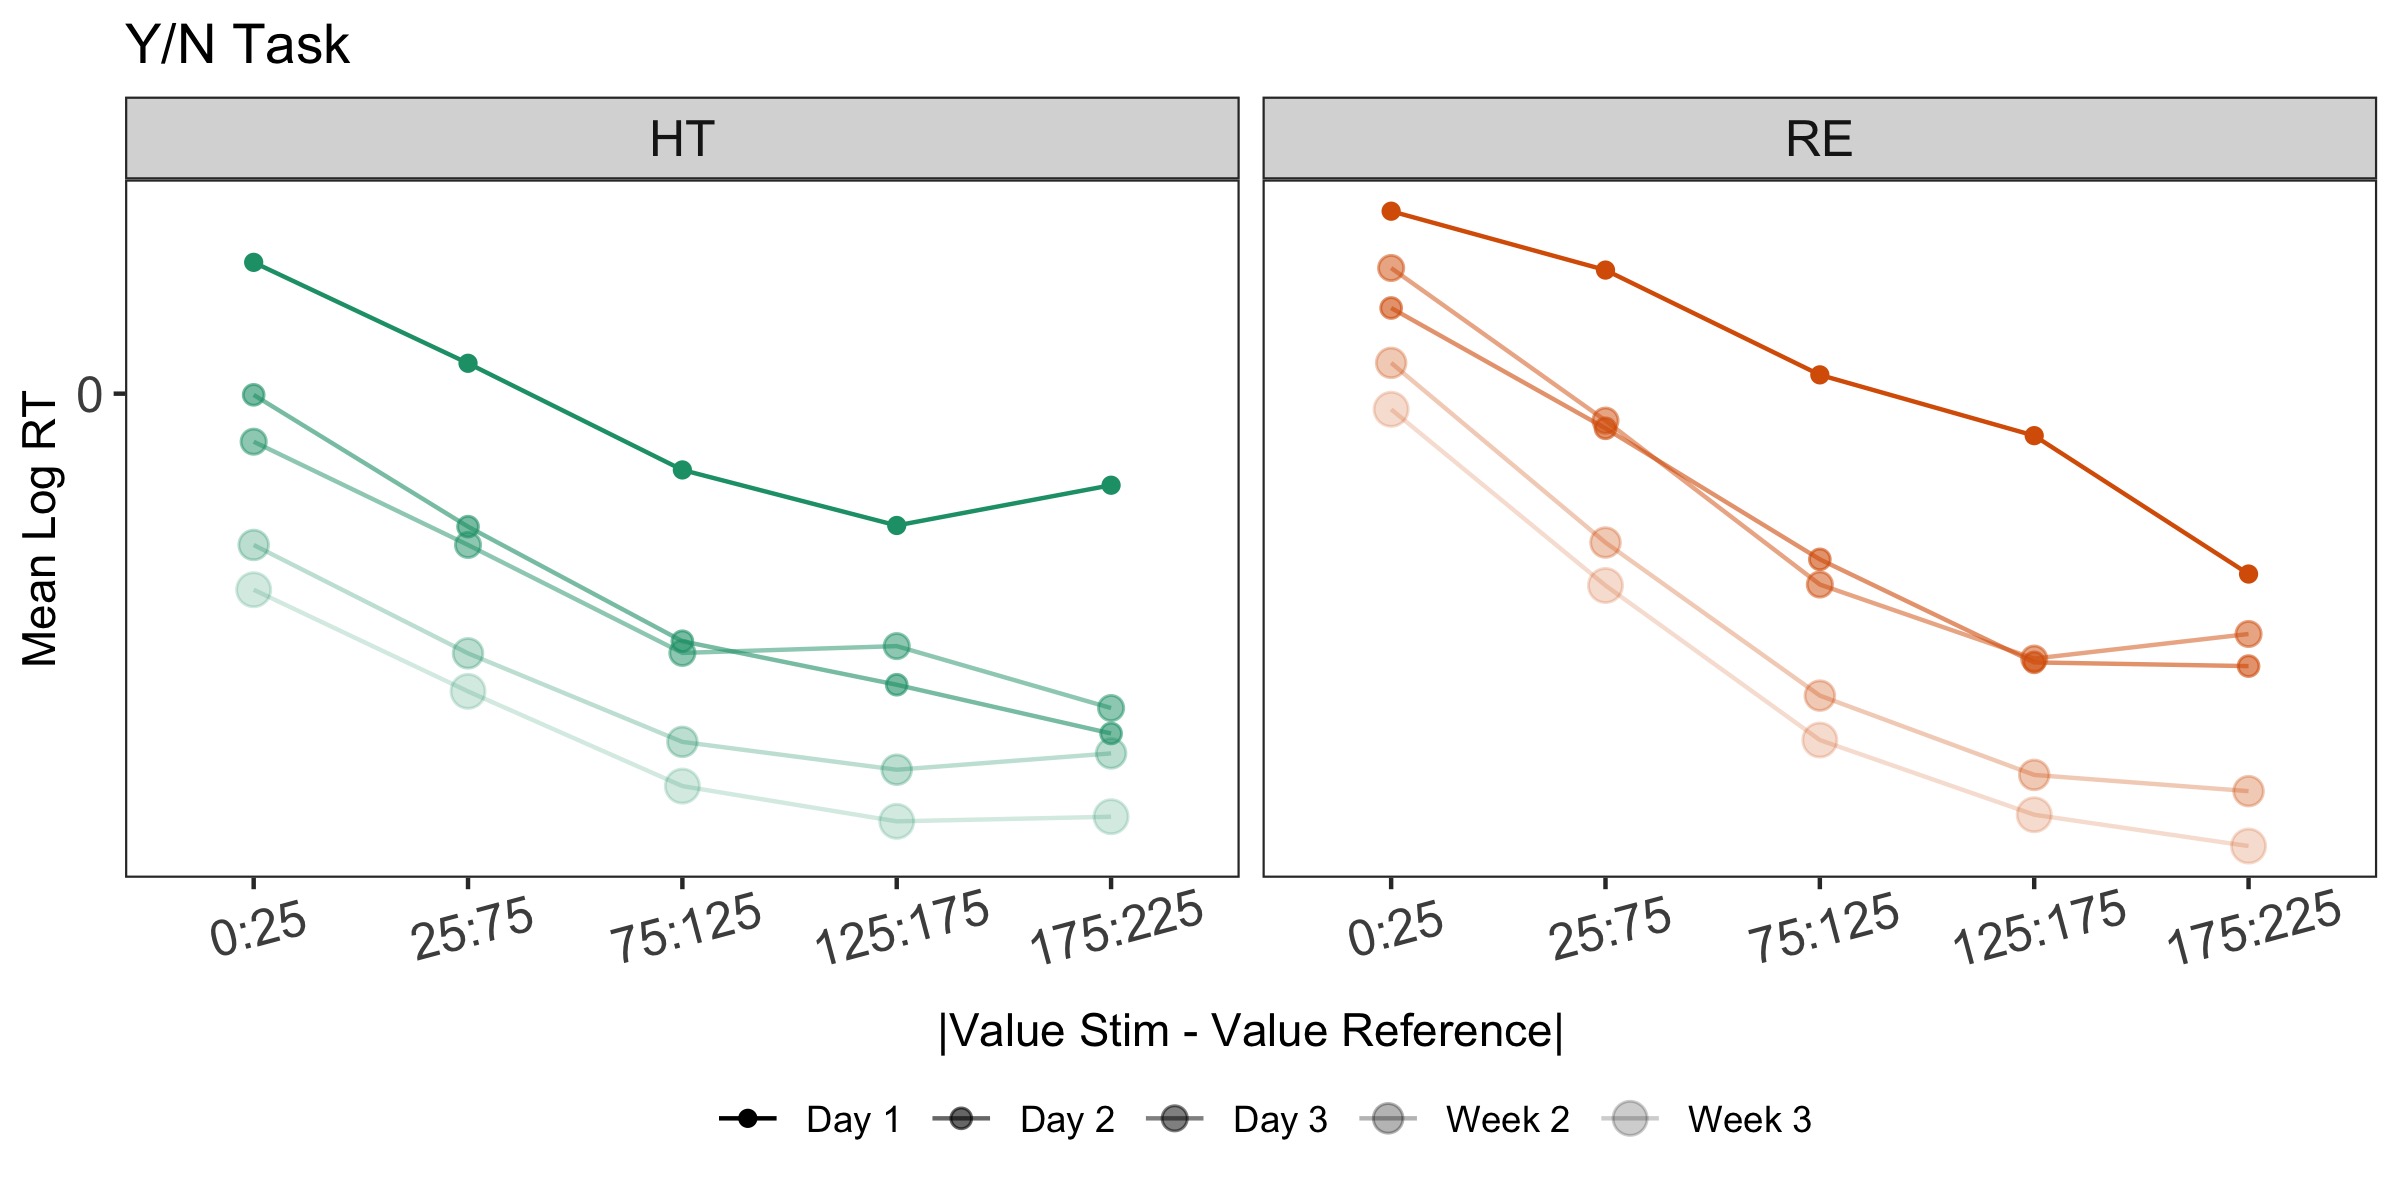 Y/N Task
HT
RE
Mean Log RT
0
0:25
25:75
75:125
125:175
175:225
0:25
25:75
75:125
125:175
175:225
|Value Stim - Value Reference|
Day 1
Day 2
Day 3
Week 2
Week 3